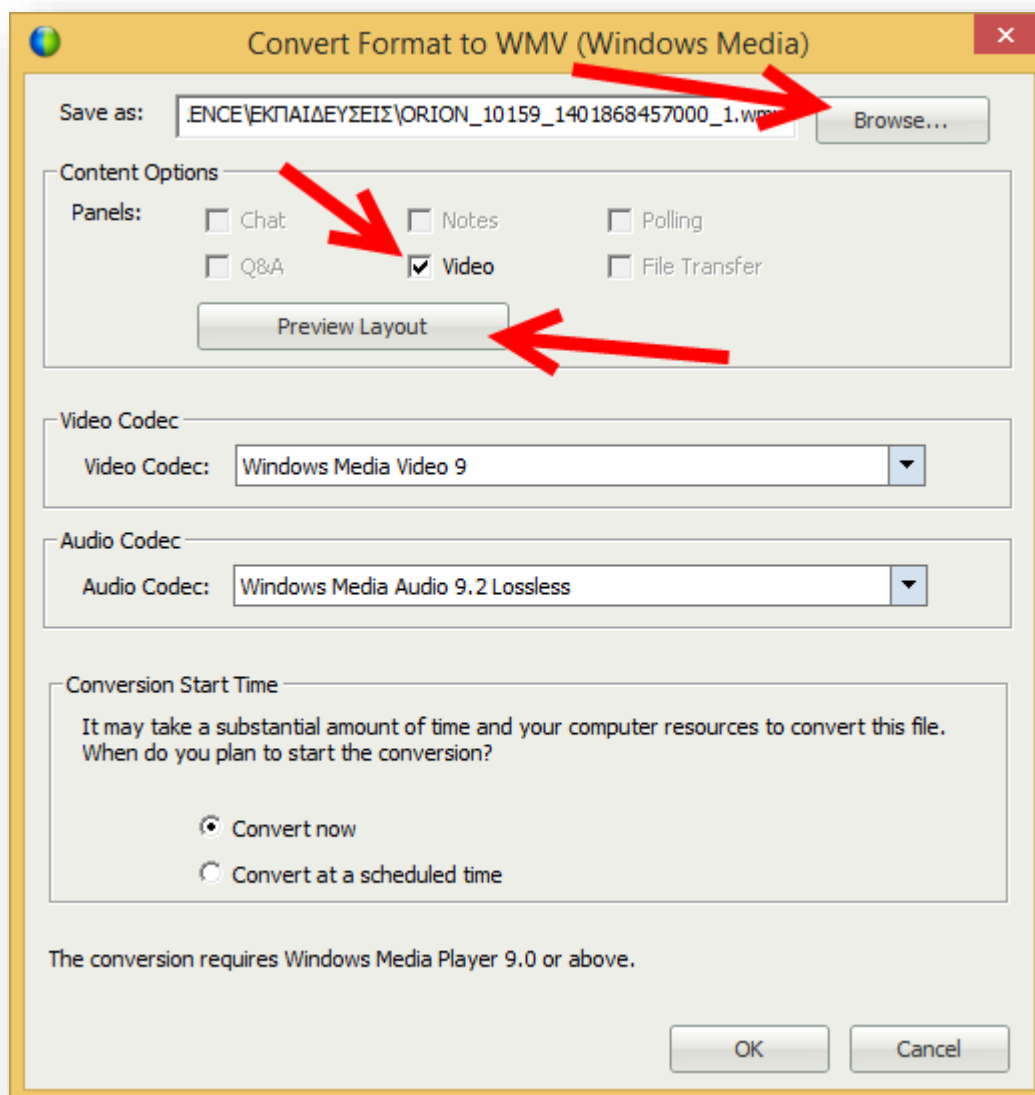 Convert Format to WMV (Windows Media)
Save as: .ENCE\ΕΚΠΑΙΔΕΥΣΕΙΣ\ORION_10159_1401868457000_1.wmv Browse...
Content Options
Panels: Chat Notes Polling
Q&A Video File Transfer
Preview Layout
Video Codec
Video Codec: Windows Media Video 9
Audio Codec
Audio Codec: Windows Media Audio 9.2 Lossless
Conversion Start Time
It may take a substantial amount of time and your computer resources to convert this file.
When do you plan to start the conversion?
Convert now
Convert at a scheduled time
The conversion requires Windows Media Player 9.0 or above.
OK Cancel